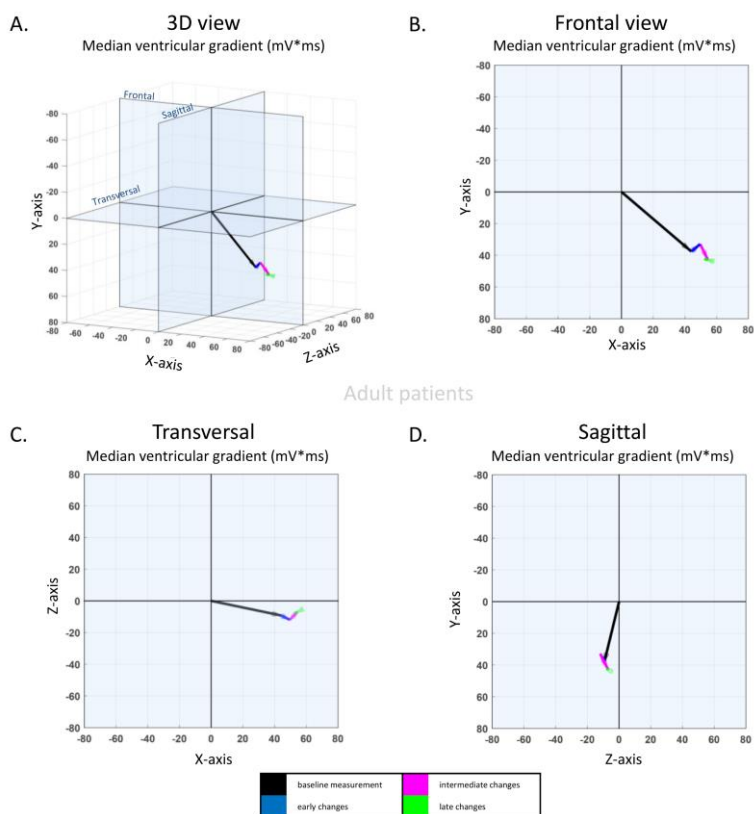 A.
3D view
Median ventricular gradient (mV*ms)
Frontal
Sagittal
Transversal
Y-axis
-80
-60
-40
-20
0
20
40
60
80
-80 -60 -40 -20 0 20 40 60 80
X-axis
-80 -60 -40 -20 0 20 40 60 80
Z-axis
B.
Frontal view
Median ventricular gradient (mV*ms)
-80
-60
-40
-20
0
20
40
60
80
-80 -60 -40 -20 0 20 40 60 80
X-axis
Adult patients
C.
Transversal
Median ventricular gradient (mV*ms)
Z-axis
80
60
40
20
0
-20
-40
-60
-80
-80 -60 -40 -20 0 20 40 60 80
X-axis
D.
Sagittal
Median ventricular gradient (mV*ms)
Y-axis
-80
-60
-40
-20
0
20
40
60
80
-80 -60 -40 -20 0 20 40 60 80
Z-axis
baseline measurement
intermediate changes
early changes
late changes